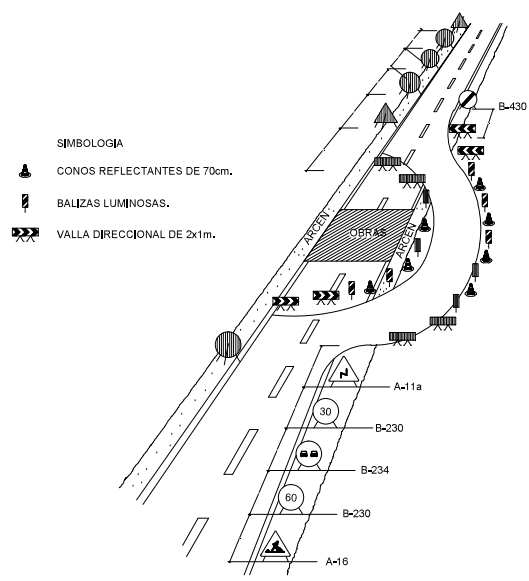 B-430
SIMBOLOGIA
CONOS REFLECTANTES DE 70cm.
BALIZAS LUMINOSAS.
VALLA DIRECCIONAL DE 2x1m.
ARCEN
OBRAS
ARCEN
A-11a
30
B-230
B-234
60
B-230
A-16